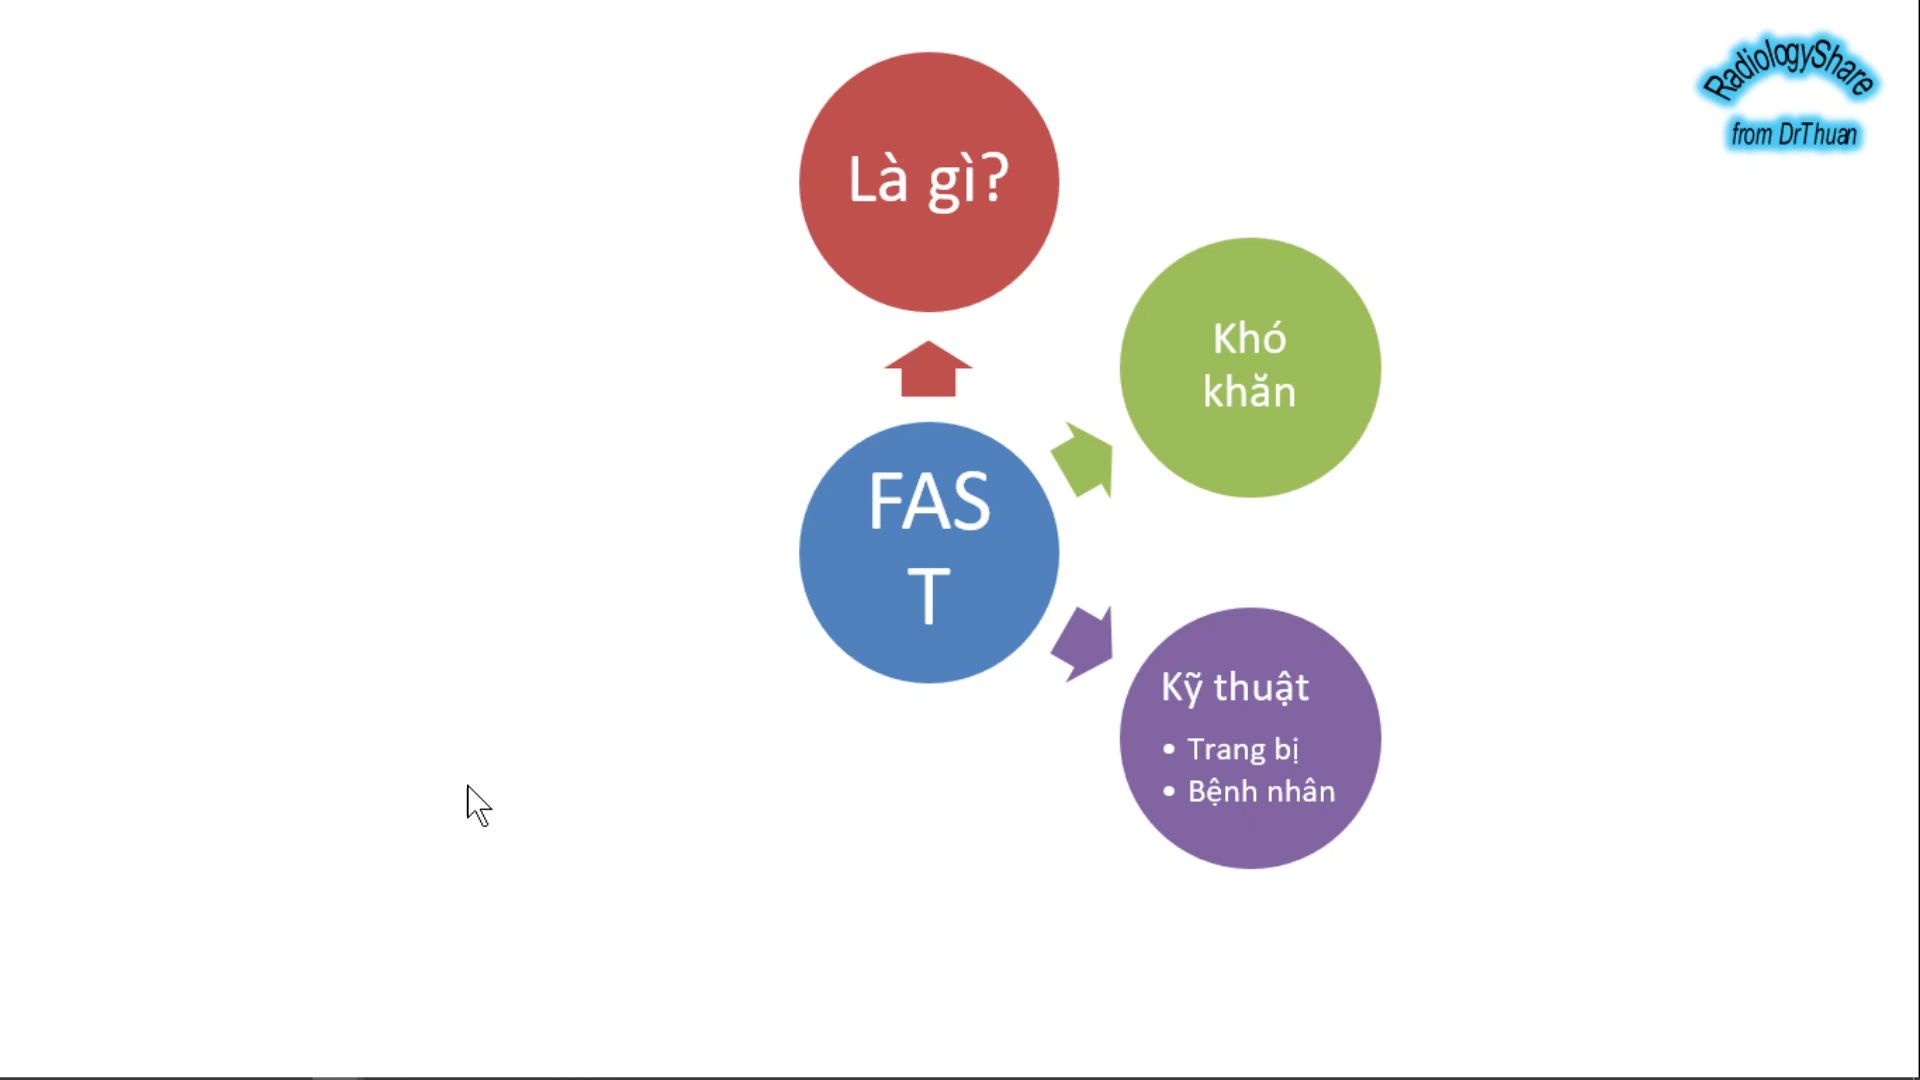 RadiologyShare
from DrThuan
Là gì?
Khó
khăn
FAS
T
Kỹ thuật
• Trang bị
• Bệnh nhân